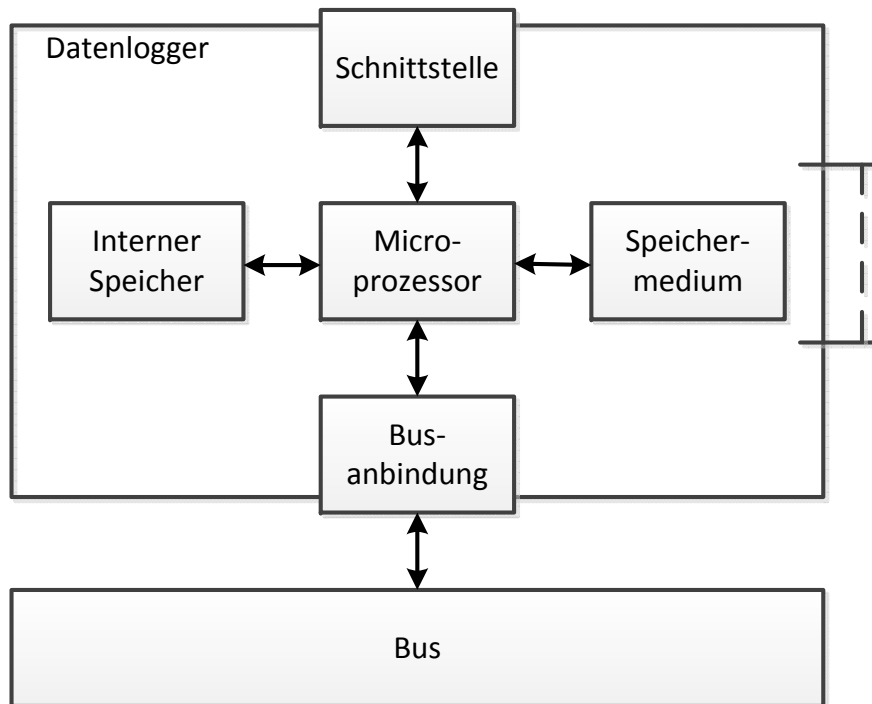 Datenlogger
Schnittstelle
Interner
Speicher
Micro-
prozessor
Speicher-
medium
Bus-
anbindung
Bus